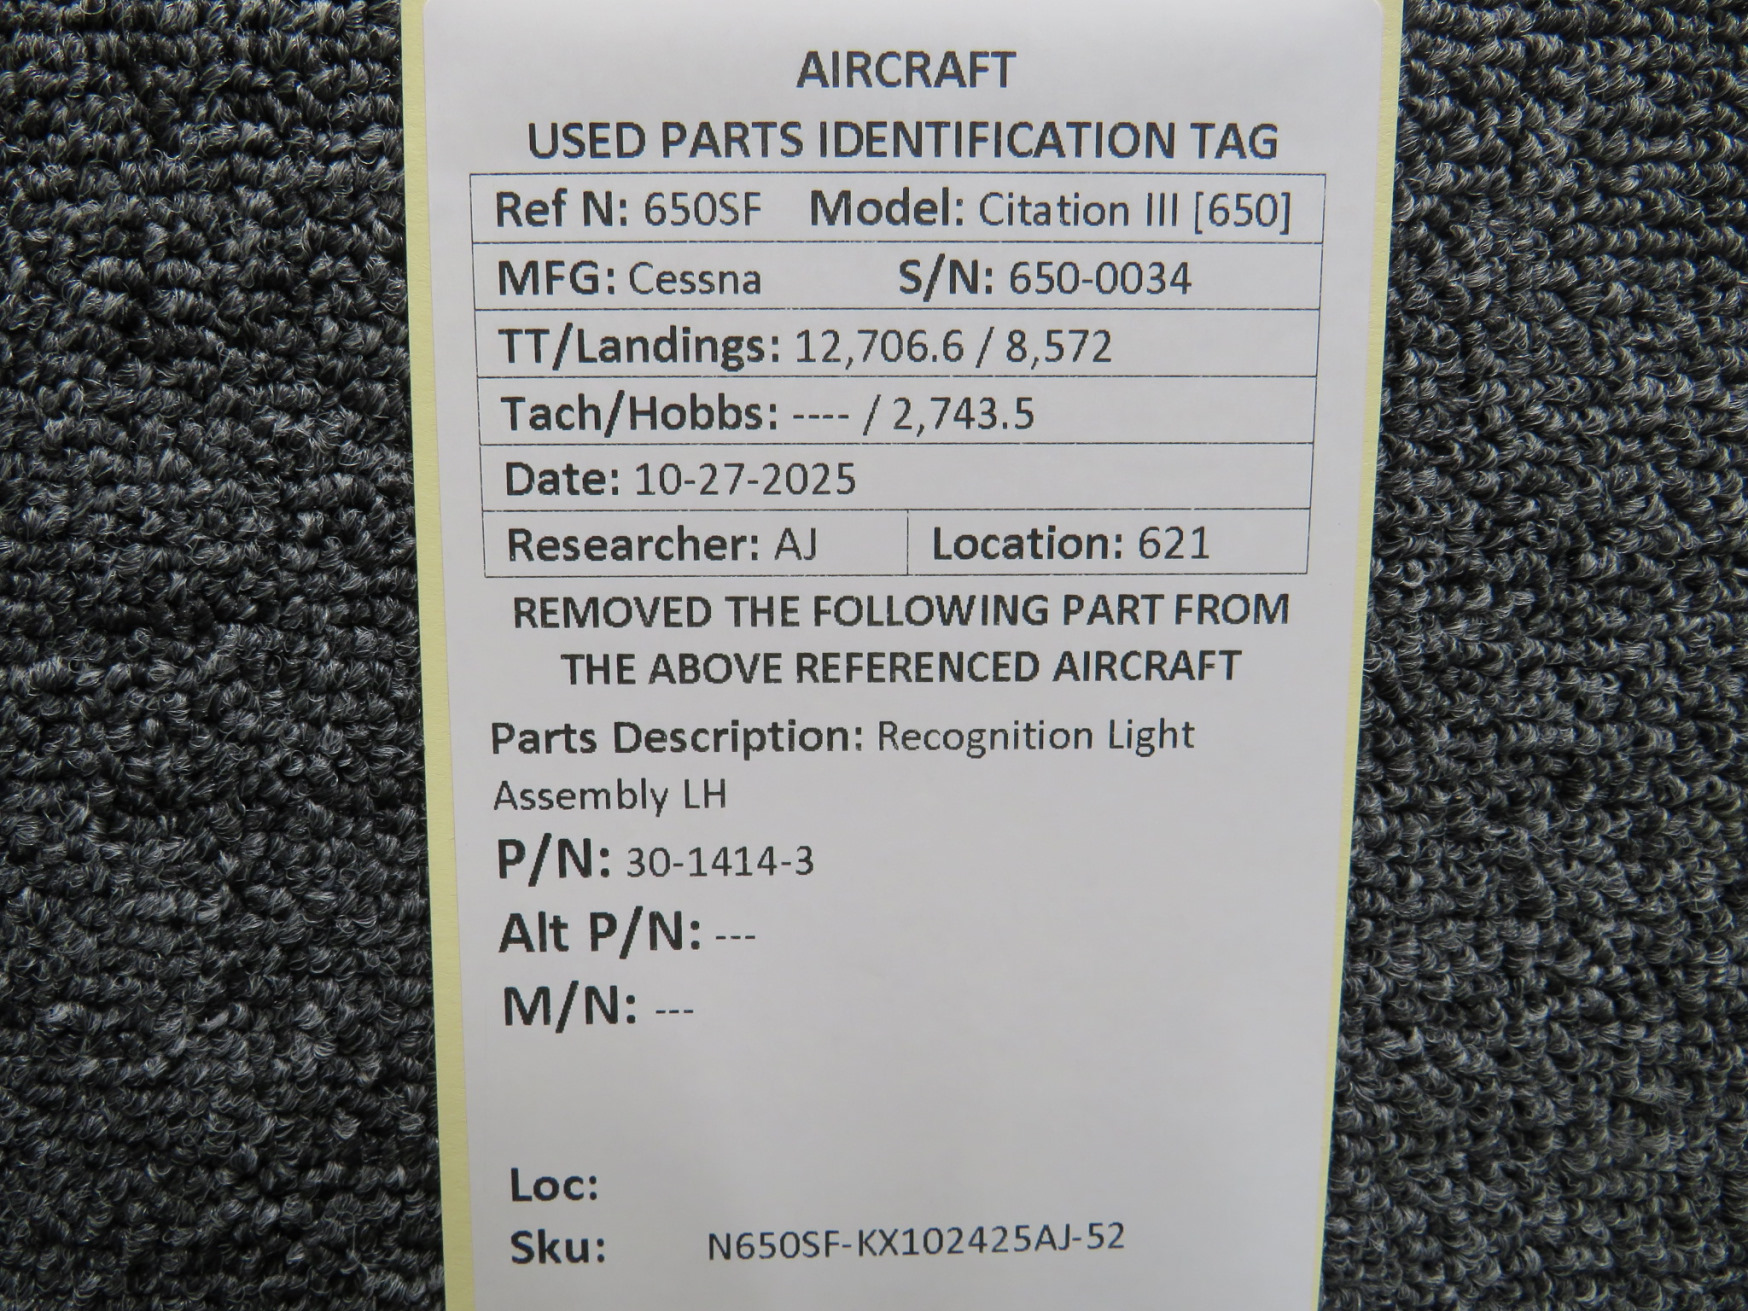 AIRCRAFT
USED PARTS IDENTIFICATION TAG
Ref N: 650SF Model: Citation III [650]
MFG: Cessna S/N: 650-0034
TT/Landings: 12,706.6 / 8,572
Tach/Hobbs: ---- / 2,743.5
Date: 10-27-2025
Researcher: AJ Location: 621
REMOVED THE FOLLOWING PART FROM
THE ABOVE REFERENCED AIRCRAFT
Parts Description: Recognition Light
Assembly LH
P/N: 30-1414-3
Alt P/N: ---
M/N: ---
Loc:
Sku: N650SF-KX102425AJ-52